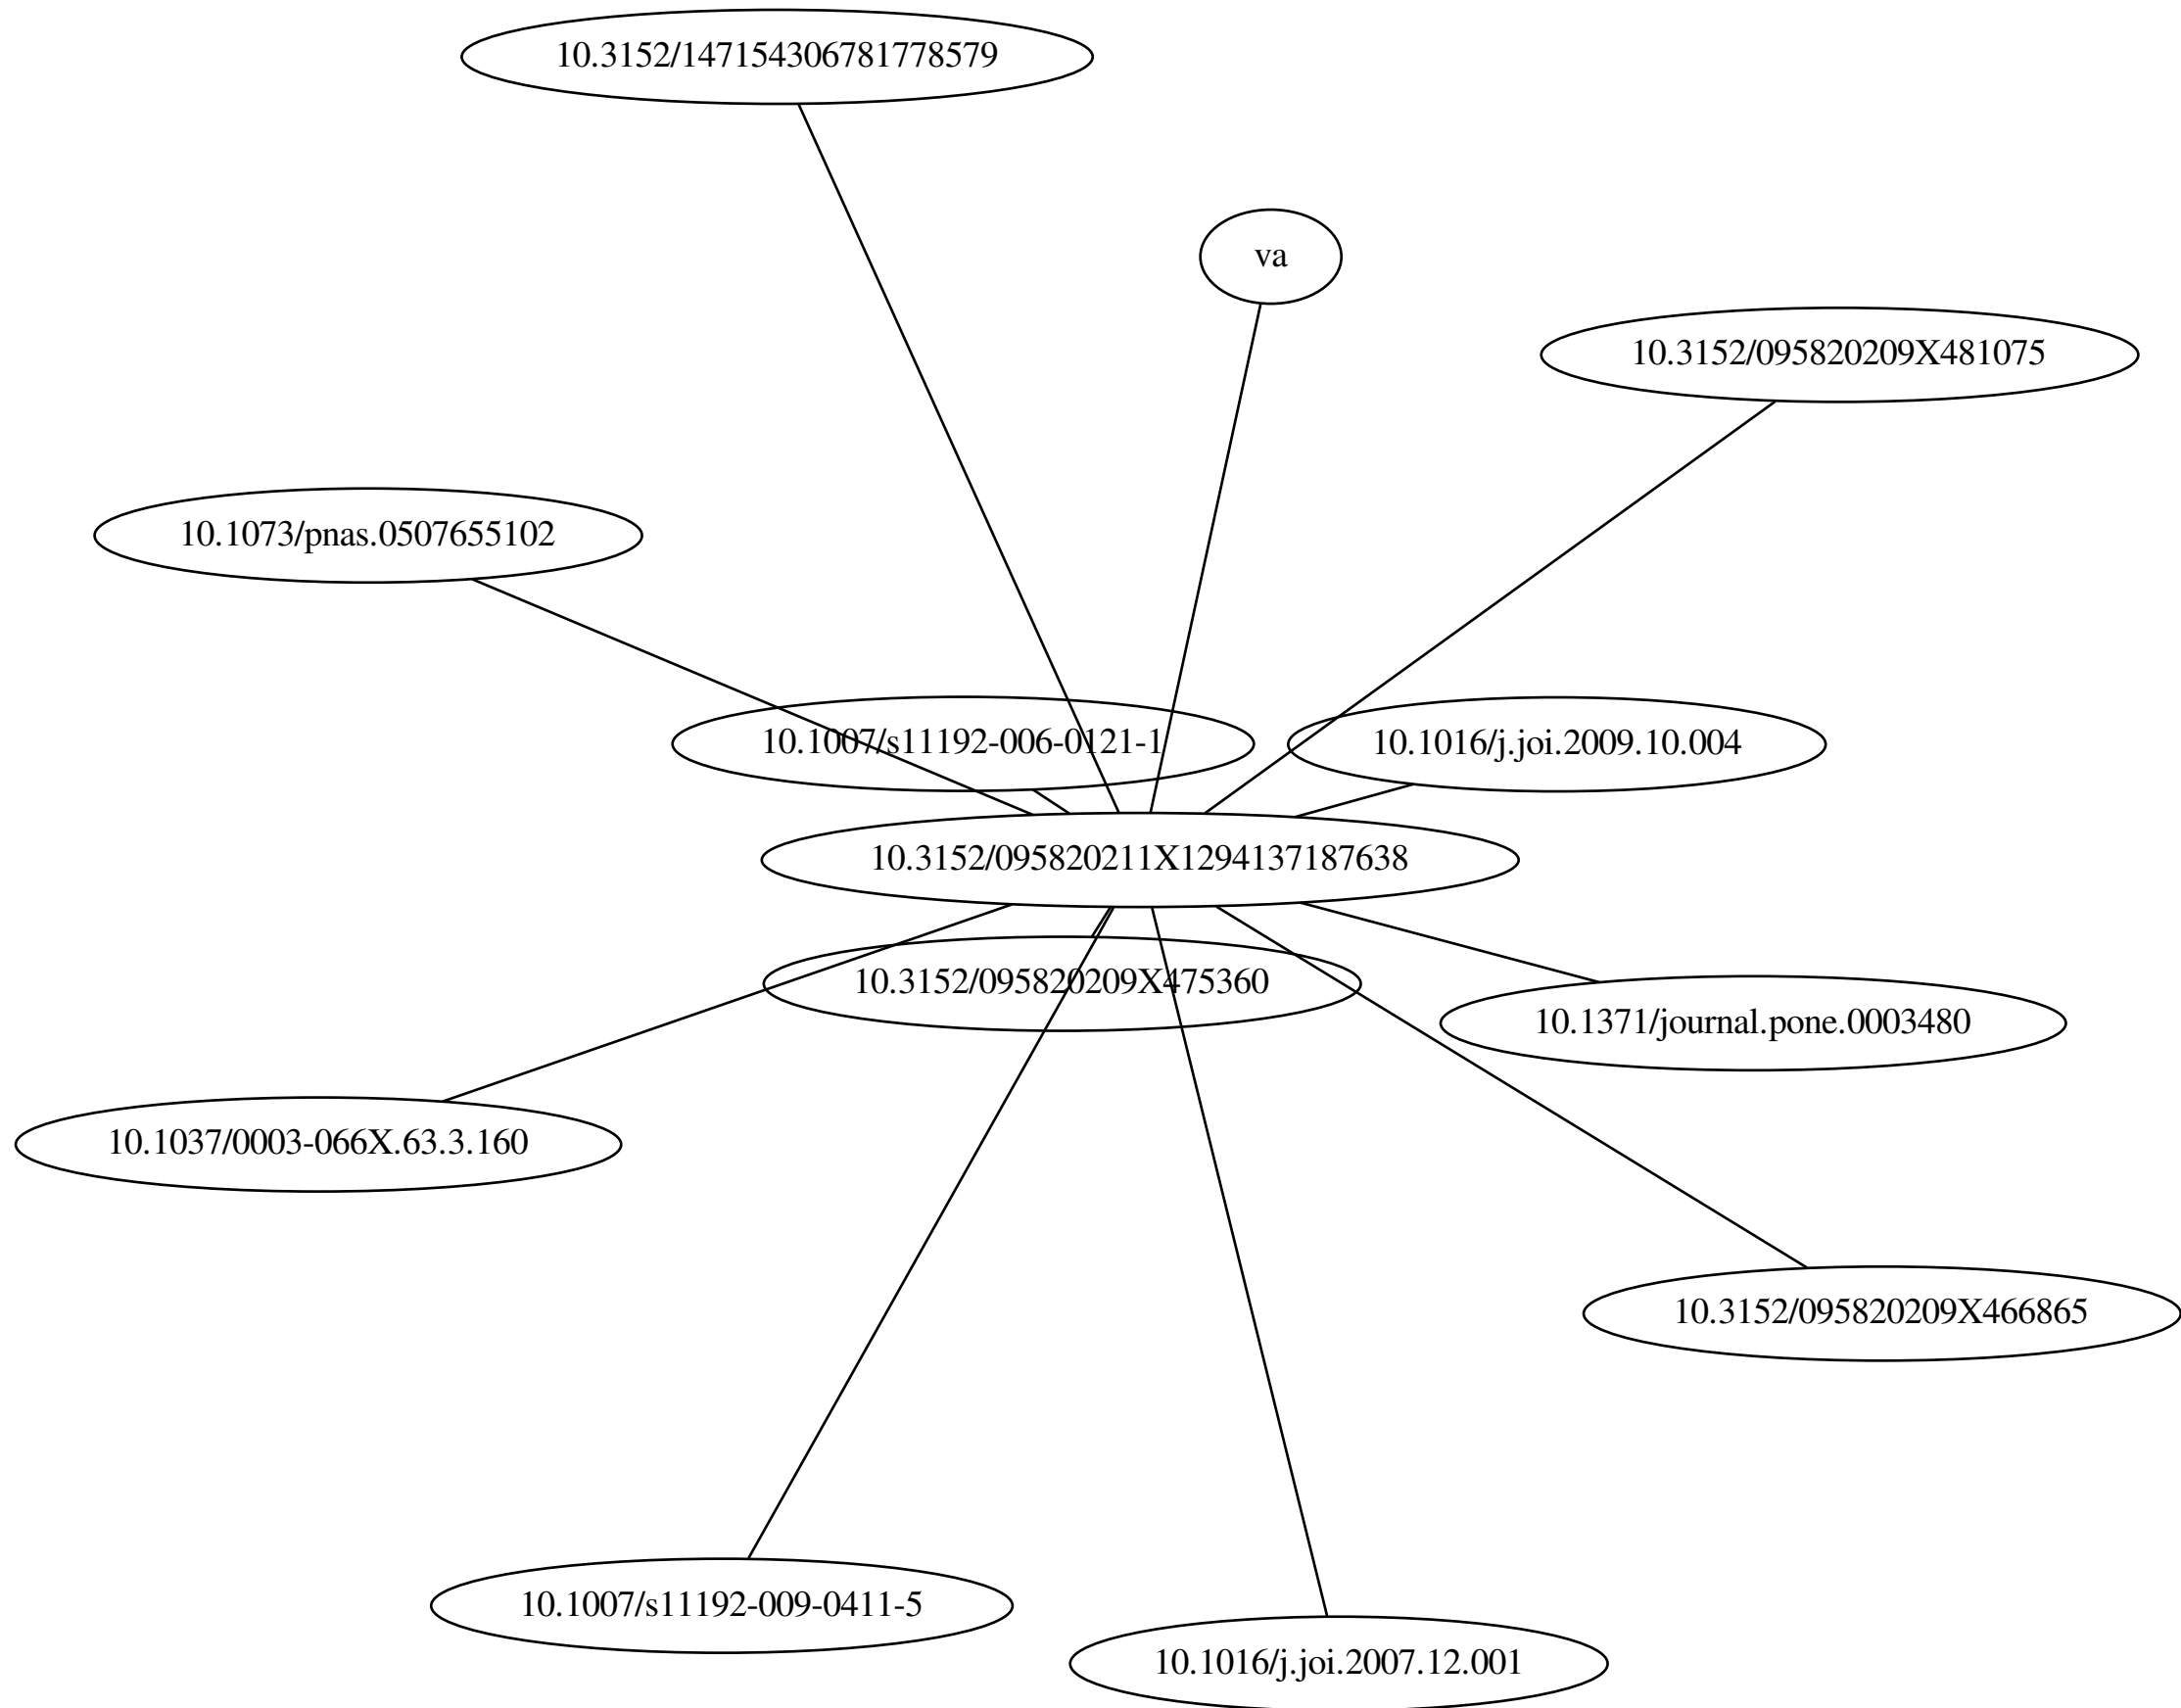 10.3152/147154306781778579
va
10.3152/095820209X481075
10.1073/pnas.0507655102
10.1007/s11192-006-0121-1
10.1016/j.joi.2009.10.004
10.3152/095820211X1294137187638
10.3152/095820209X475360
10.1371/journal.pone.0003480
10.1037/0003-066X.63.3.160
10.3152/095820209X466865
10.1007/s11192-009-0411-5
10.1016/j.joi.2007.12.001